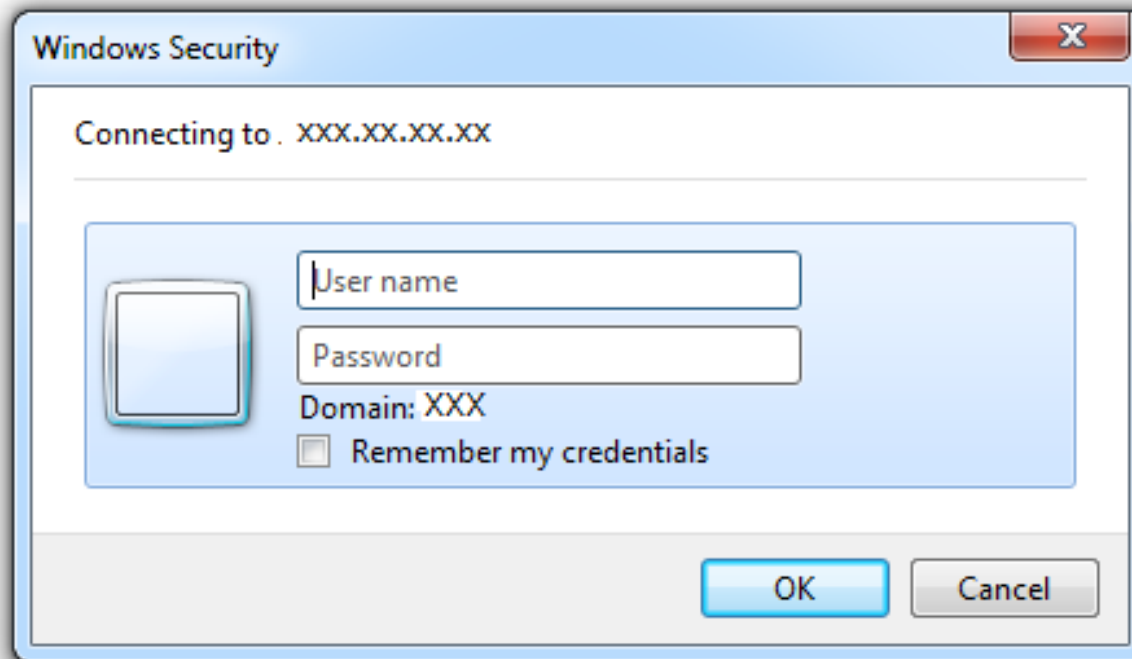 Windows Security
Connecting to . XXX.XX.XX.XX
User name
Password
Domain: XXX
Remember my credentials
OK Cancel